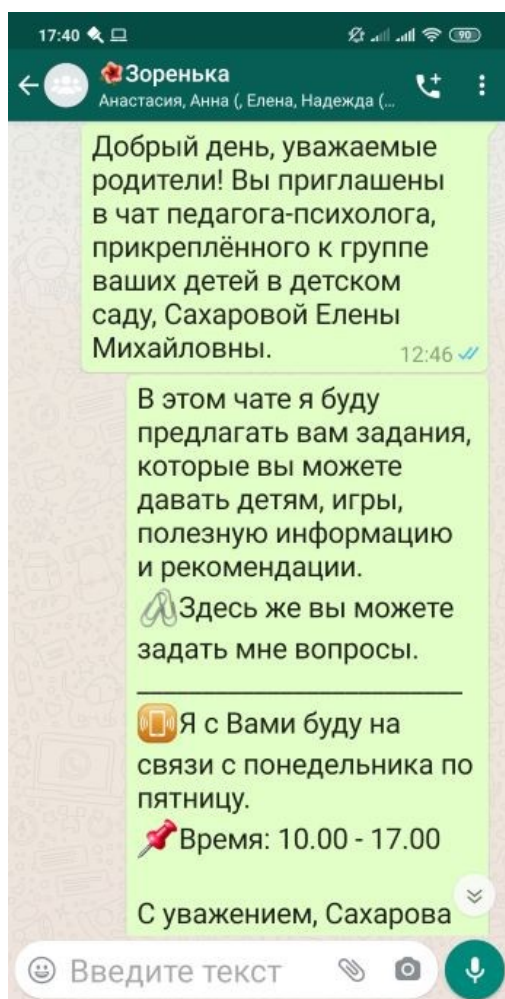 17:40
90
🌺Зоренька
Анастасия, Анна (, Елена, Надежда (...
Добрый день, уважаемые
родители! Вы приглашены
в чат педагога-психолога,
прикреплённого к группе
ваших детей в детском
саду, Сахаровой Елены
Михайловны.
12:46
В этом чате я буду
предлагать вам задания,
которые вы можете
давать детям, игры,
полезную информацию
и рекомендации.
🖇Здесь же вы можете
задать мне вопросы.
📳Я с Вами буду на
связи с понедельника по
пятницу.
📌Время: 10.00 - 17.00
С уважением, Сахарова
Введите текст